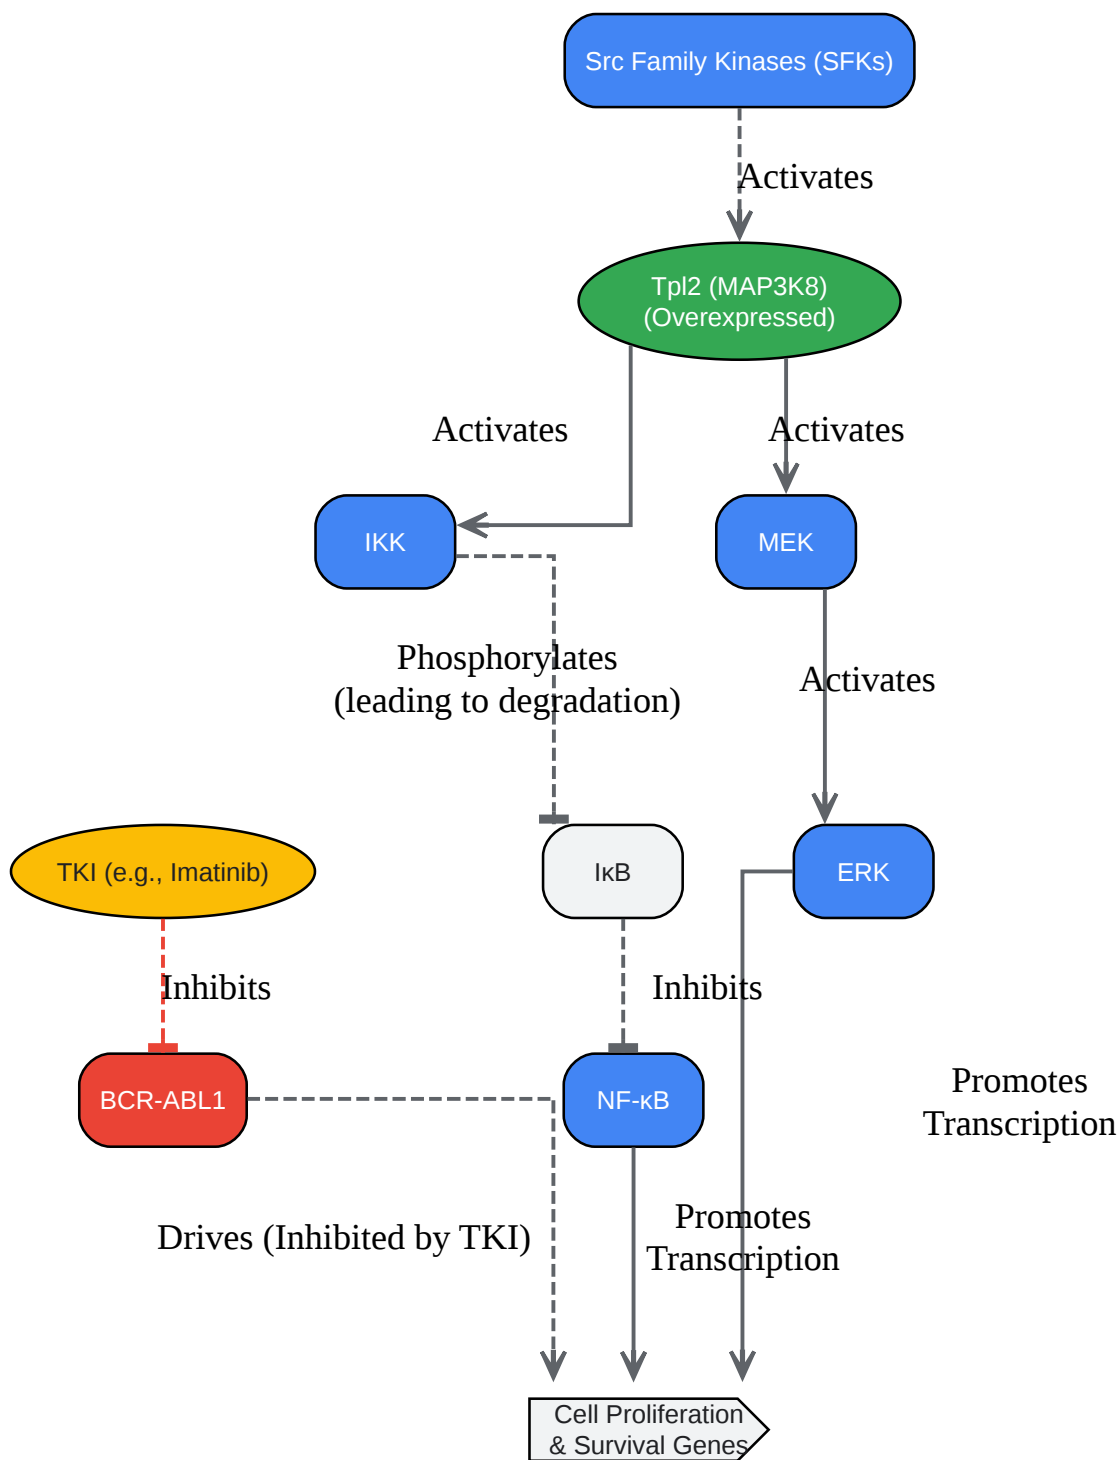 Src Family Kinases (SFKs)
Activates
Tpl2 (MAP3K8)
(Overexpressed)
Activates
Activates
IKK
MEK
Phosphorylates
(leading to degradation)
Activates
TKI (e.g., Imatinib)
IκB
ERK
Inhibits
Inhibits
BCR-ABL1
NF-κB
Promotes
Transcription
Drives (Inhibited by TKI)
Promotes
Transcription
Cell Proliferation
& Survival Genes